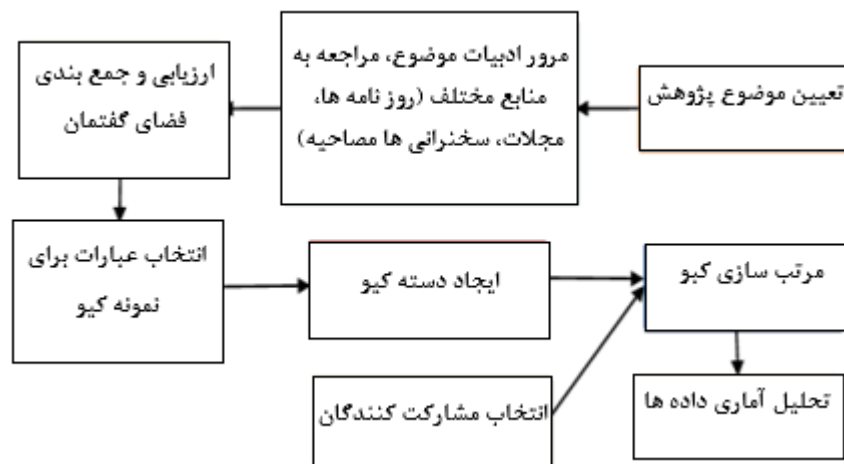 تعیین موضوع پژوهش
مرور ادبیات موضوع، مراجعه به
منابع مختلف (روز نامه ها،
مجلات، سخنرانی ها مصاحیه)
ارزیابی و جمع بندی
فضای گفتمان
انتخاب عبارات برای
نمونه کیو
ایجاد دسته کیو
مرتب سازی کیو
انتخاب مشارکت کنندگان
تحلیل آماری داده ها